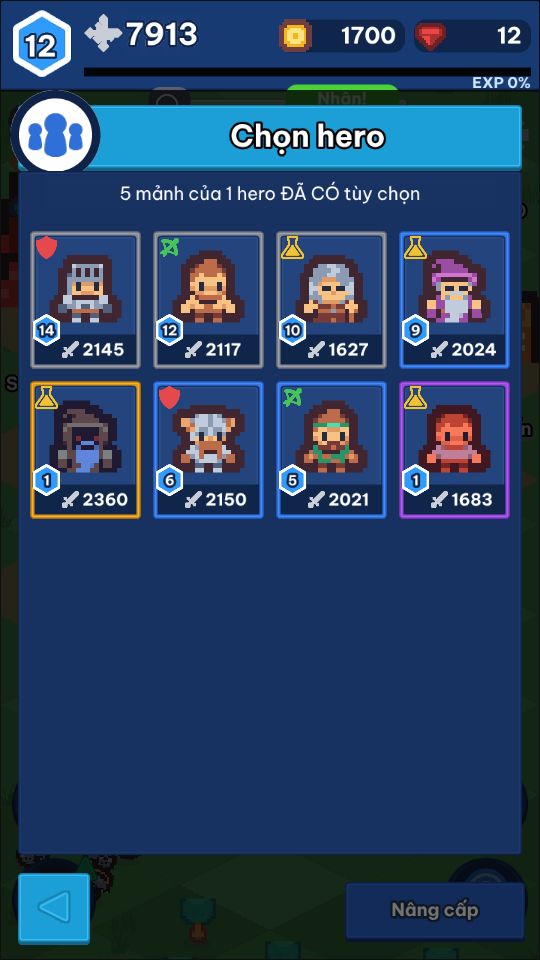 12 7913 1700 12
EXP 0%
Nhận!
Chọn hero
5 mảnh của 1 hero ĐÃ CÓ tùy chọn
14 2145
12 2117
10 1627
9 2024
1 2360
6 2150
5 2021
1 1683
Nâng cấp